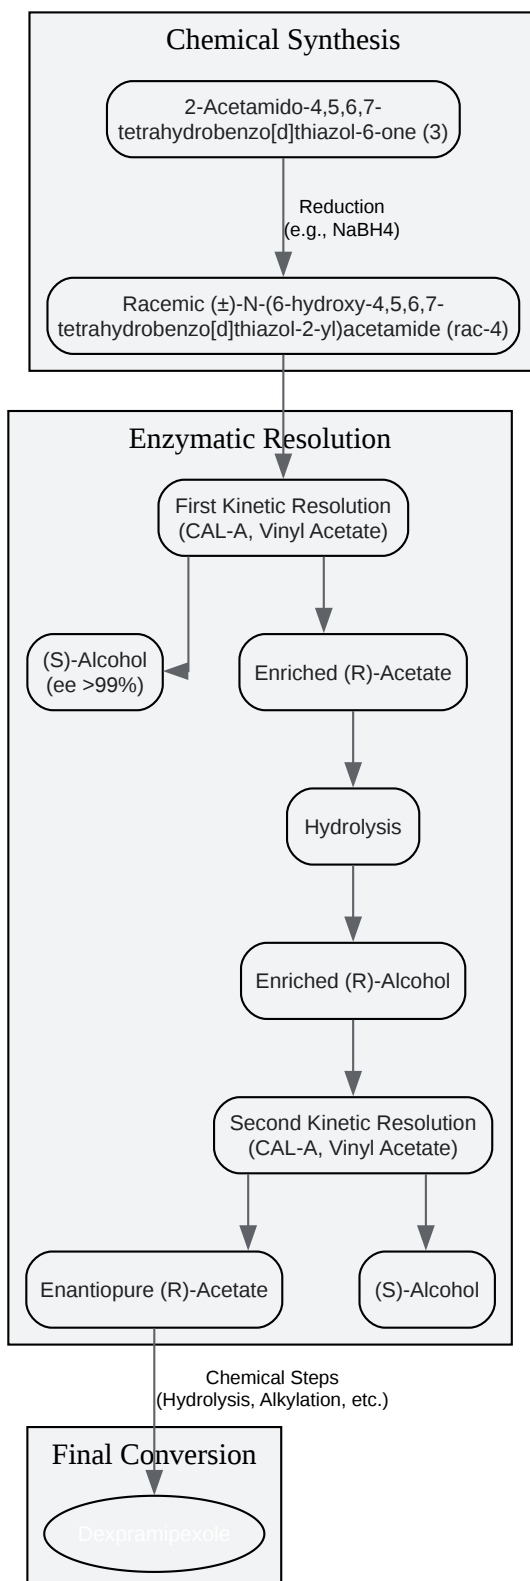 Chemical Synthesis
2-Acetamido-4,5,6,7-
tetrahydrobenzo[d]thiazol-6-one (3)
Reduction
(e.g., NaBH4)
Racemic (±)-N-(6-hydroxy-4,5,6,7-
tetrahydrobenzo[d]thiazol-2-yl)acetamide (rac-4)
Enzymatic Resolution
First Kinetic Resolution
(CAL-A, Vinyl Acetate)
(S)-Alcohol
(ee >99%)
Enriched (R)-Acetate
Hydrolysis
Enriched (R)-Alcohol
Second Kinetic Resolution
(CAL-A, Vinyl Acetate)
Enantiopure (R)-Acetate
(S)-Alcohol
Chemical Steps
(Hydrolysis, Alkylation, etc.)
Final Conversion
Dexpramipexole